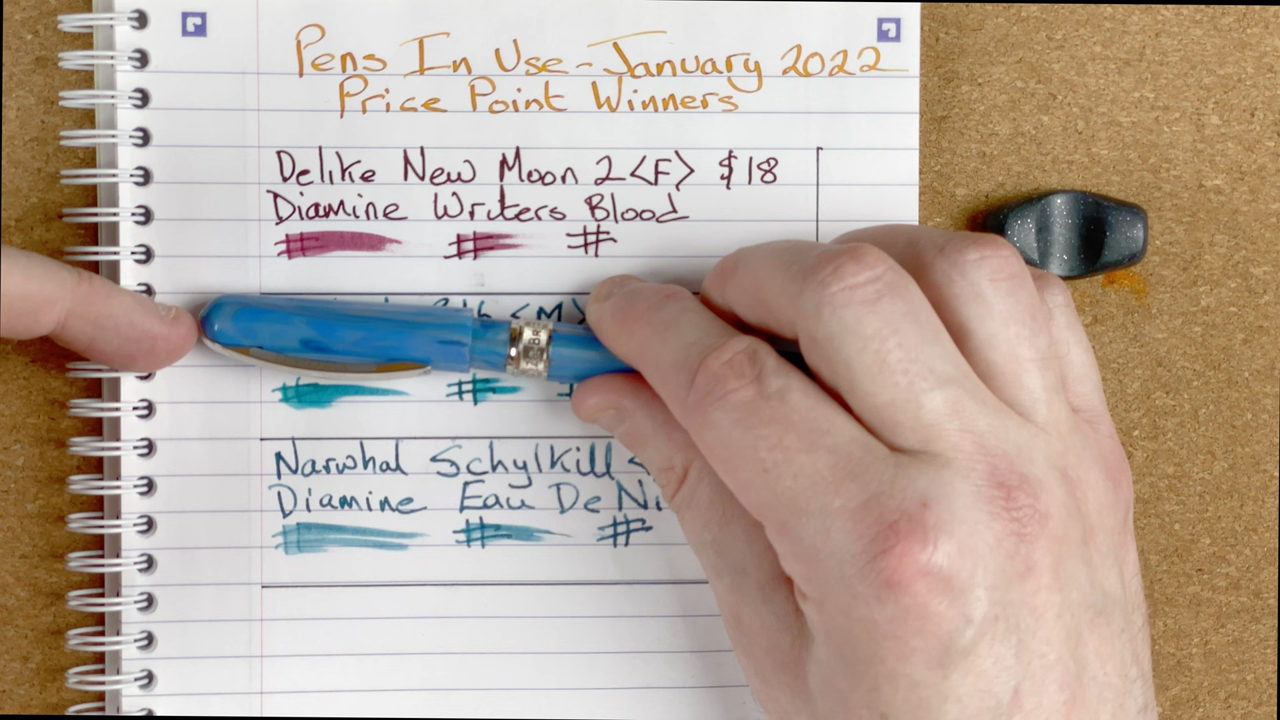 Pens In Use - January 2022
Price Point Winners
Delike New Moon 2 <F> $18
Diamine Writers Blood
#
#
#
<M>
#
#
Narwhal Schylkill <
Diamine Eau De Ni
#
#
#